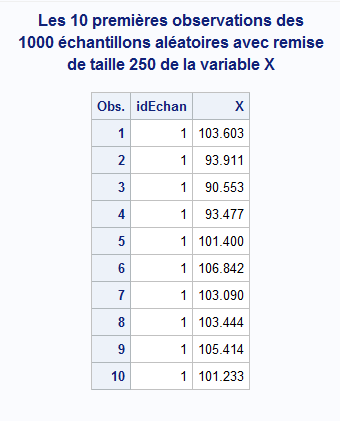 Les 10 premières observations des
1000 échantillons aléatoires avec remise
de taille 250 de la variable X
Obs. idEchan X
1 1 103.603
2 1 93.911
3 1 90.553
4 1 93.477
5 1 101.400
6 1 106.842
7 1 103.090
8 1 103.444
9 1 105.414
10 1 101.233